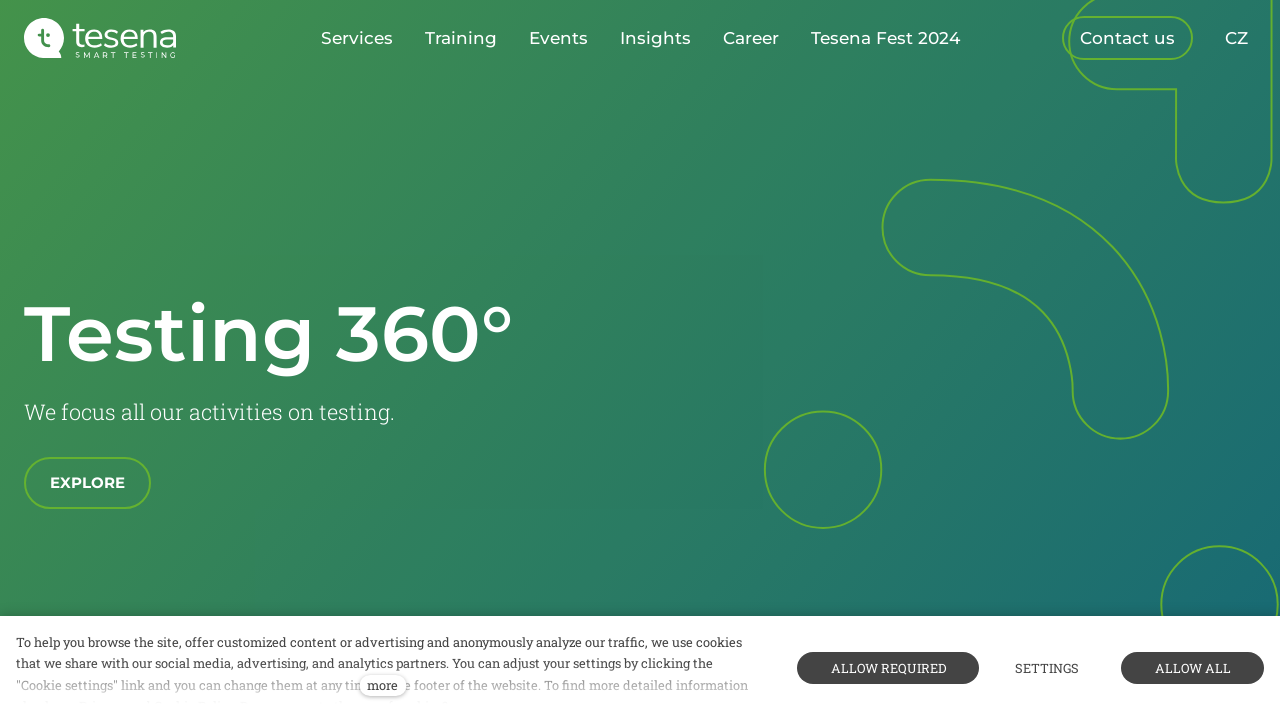 tesena
SMART TESTING
Services
Training
Events
Insights
Career
Tesena Fest 2024
Contact us
CZ
Testing 360°
We focus all our activities on testing.
EXPLORE
To help you browse the site, offer customized content or advertising and anonymously analyze our traffic, we use cookies
that we share with our social media, advertising, and analytics partners. You can adjust your settings by clicking the
"Cookie settings" link and you can change them at any footer of the website. To find more detailed information
more
ALLOW REQUIRED
SETTINGS
ALLOW ALL